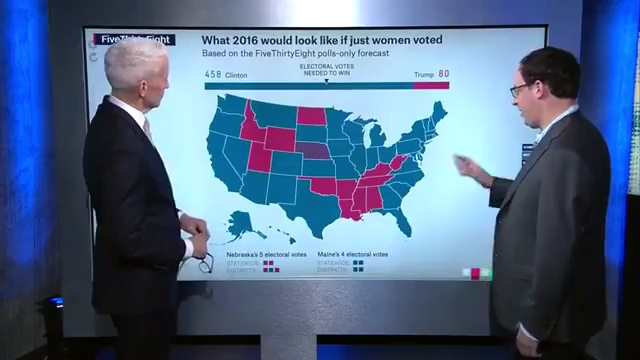 FiveThirtyEight
What 2016 would look like if just women voted
Based on the FiveThirtyEight polls-only forecast
ELECTORAL VOTES
NEEDED TO WIN
458 Clinton
Trump 80
Nebraska's 5 electoral votes
Maine's 4 electoral votes
STATEWIDE:
STATEWIDE:
DISTRICTS:
DISTRICTS: